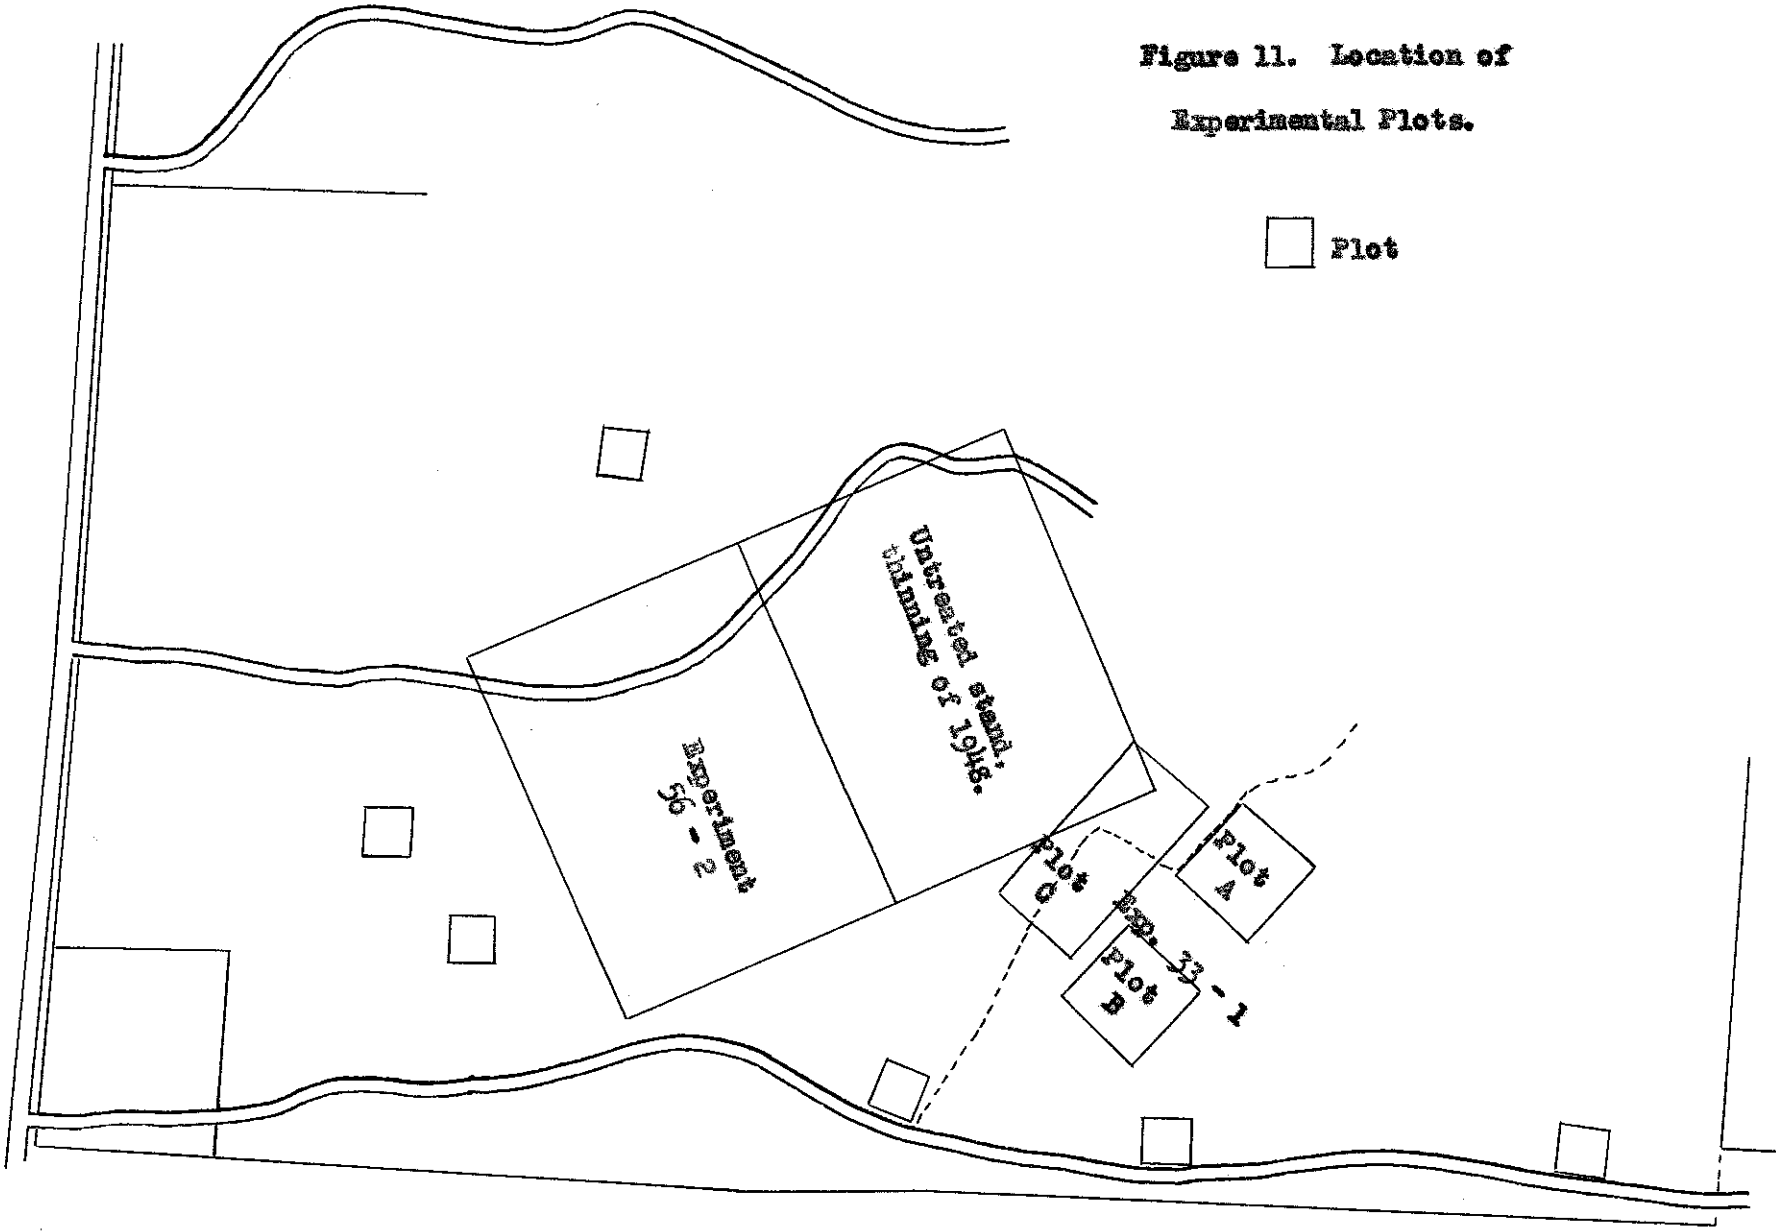 Figure 11. Location of
Experimental Plots.
Plot
Untreated stand,
thinning of 1948.
Experiment
56 - 2
Plot
C
Plot
A
Exp. 33 - 1
Plot
B